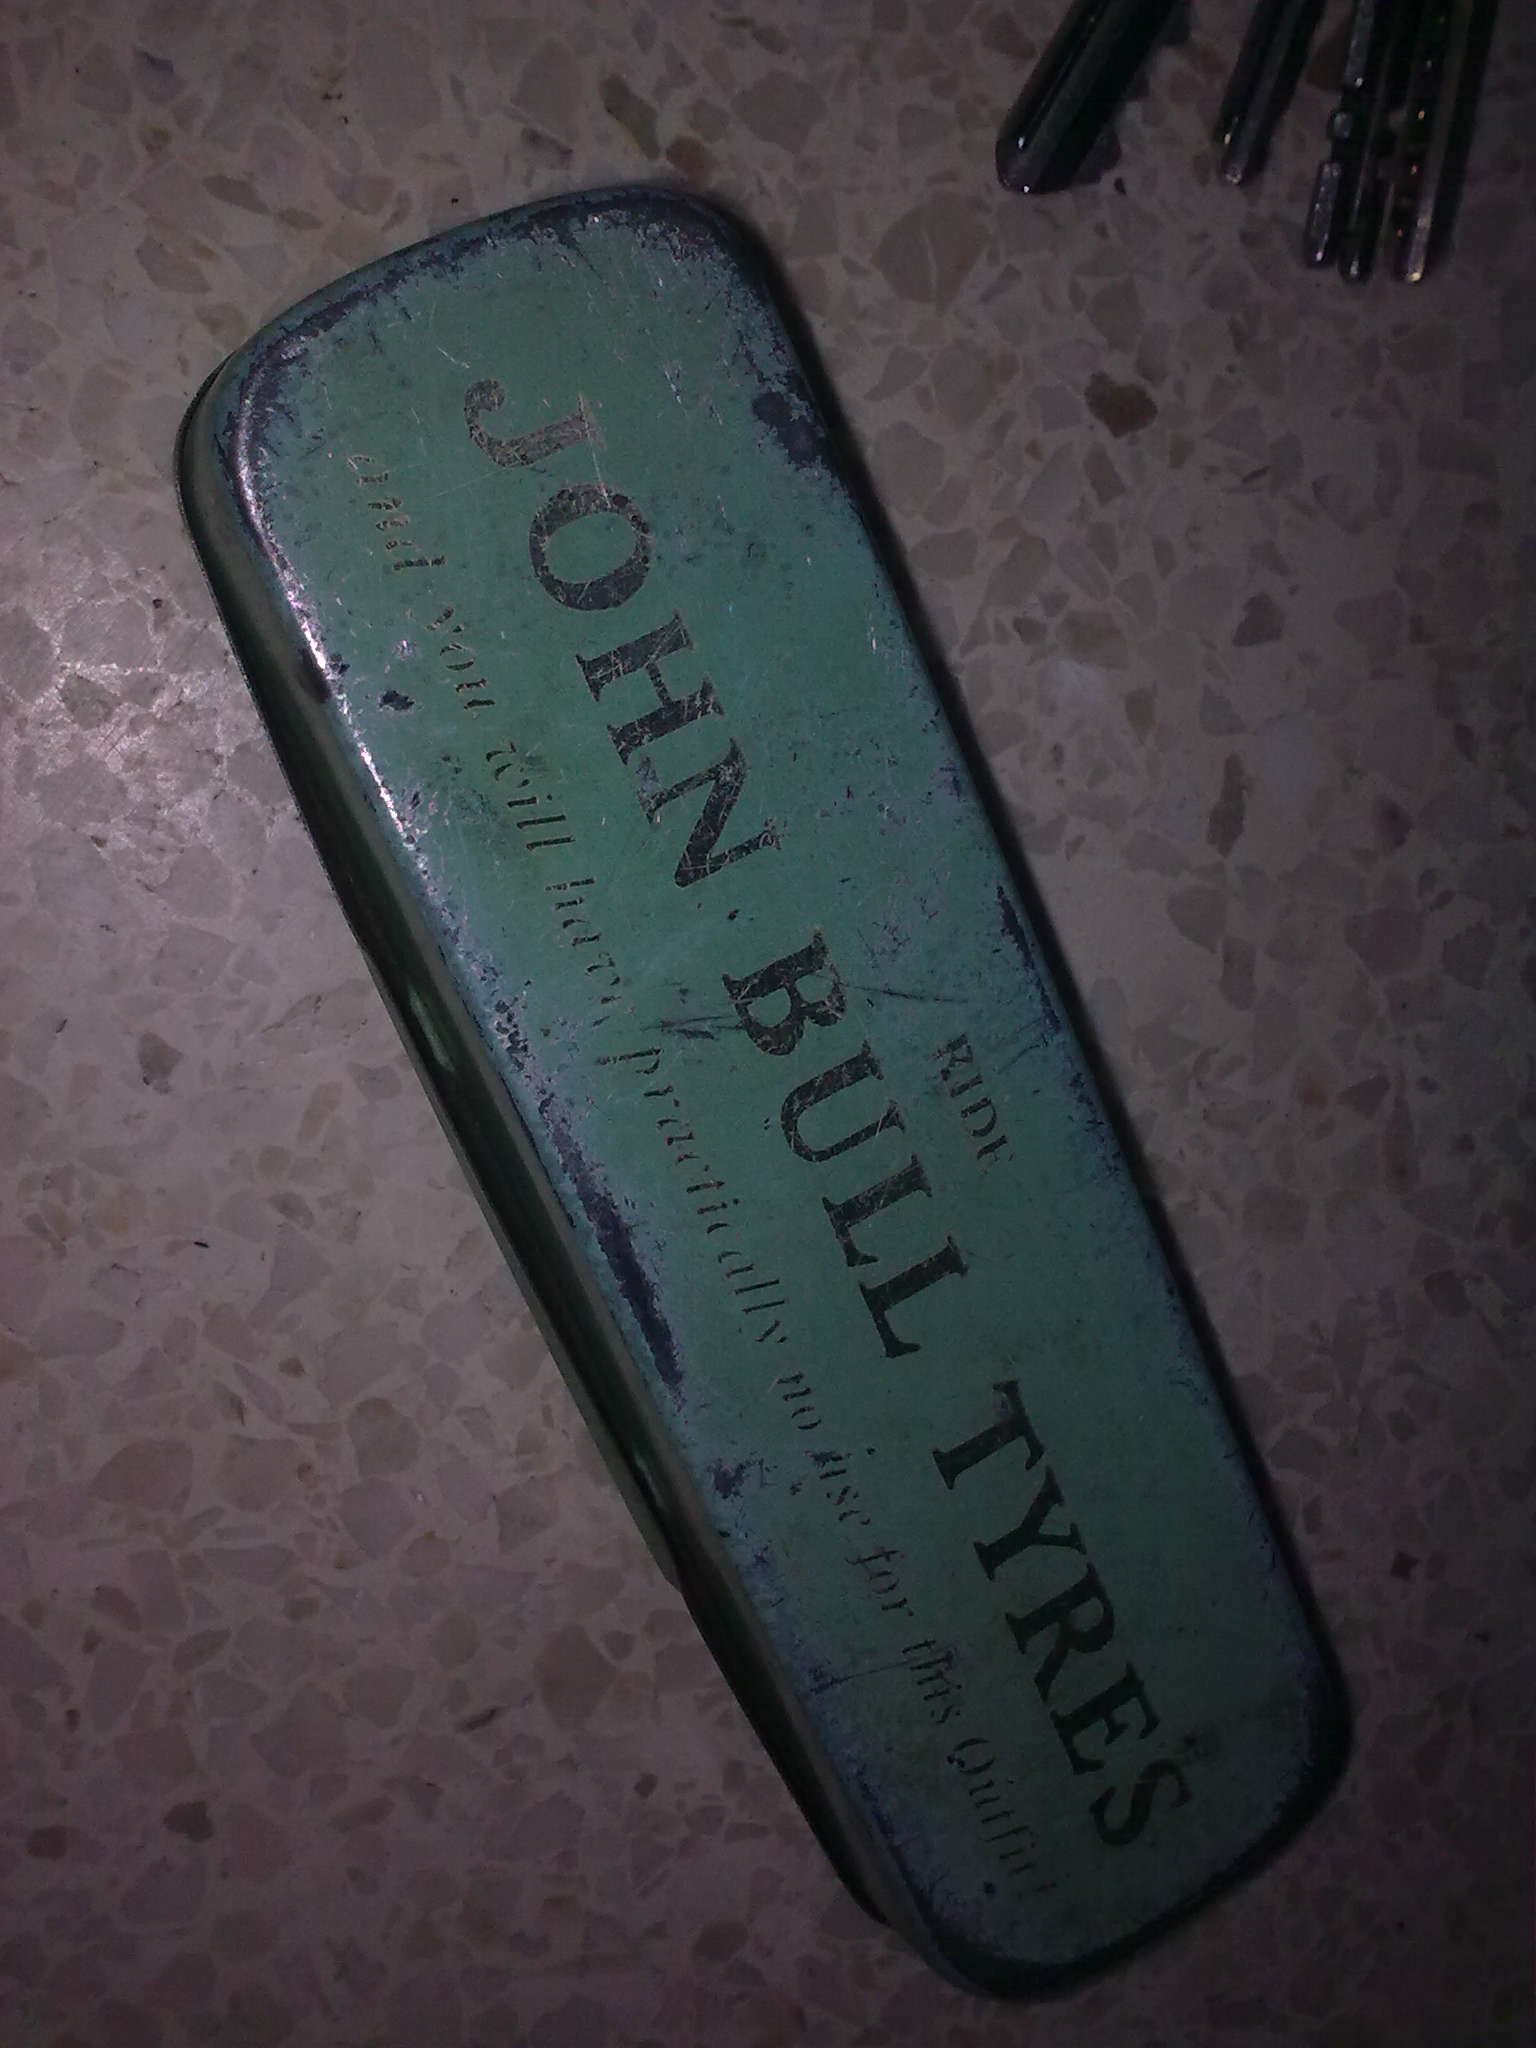 RIDE
JOHN BULL TYRES
and you will have practically no use for this Outfit!